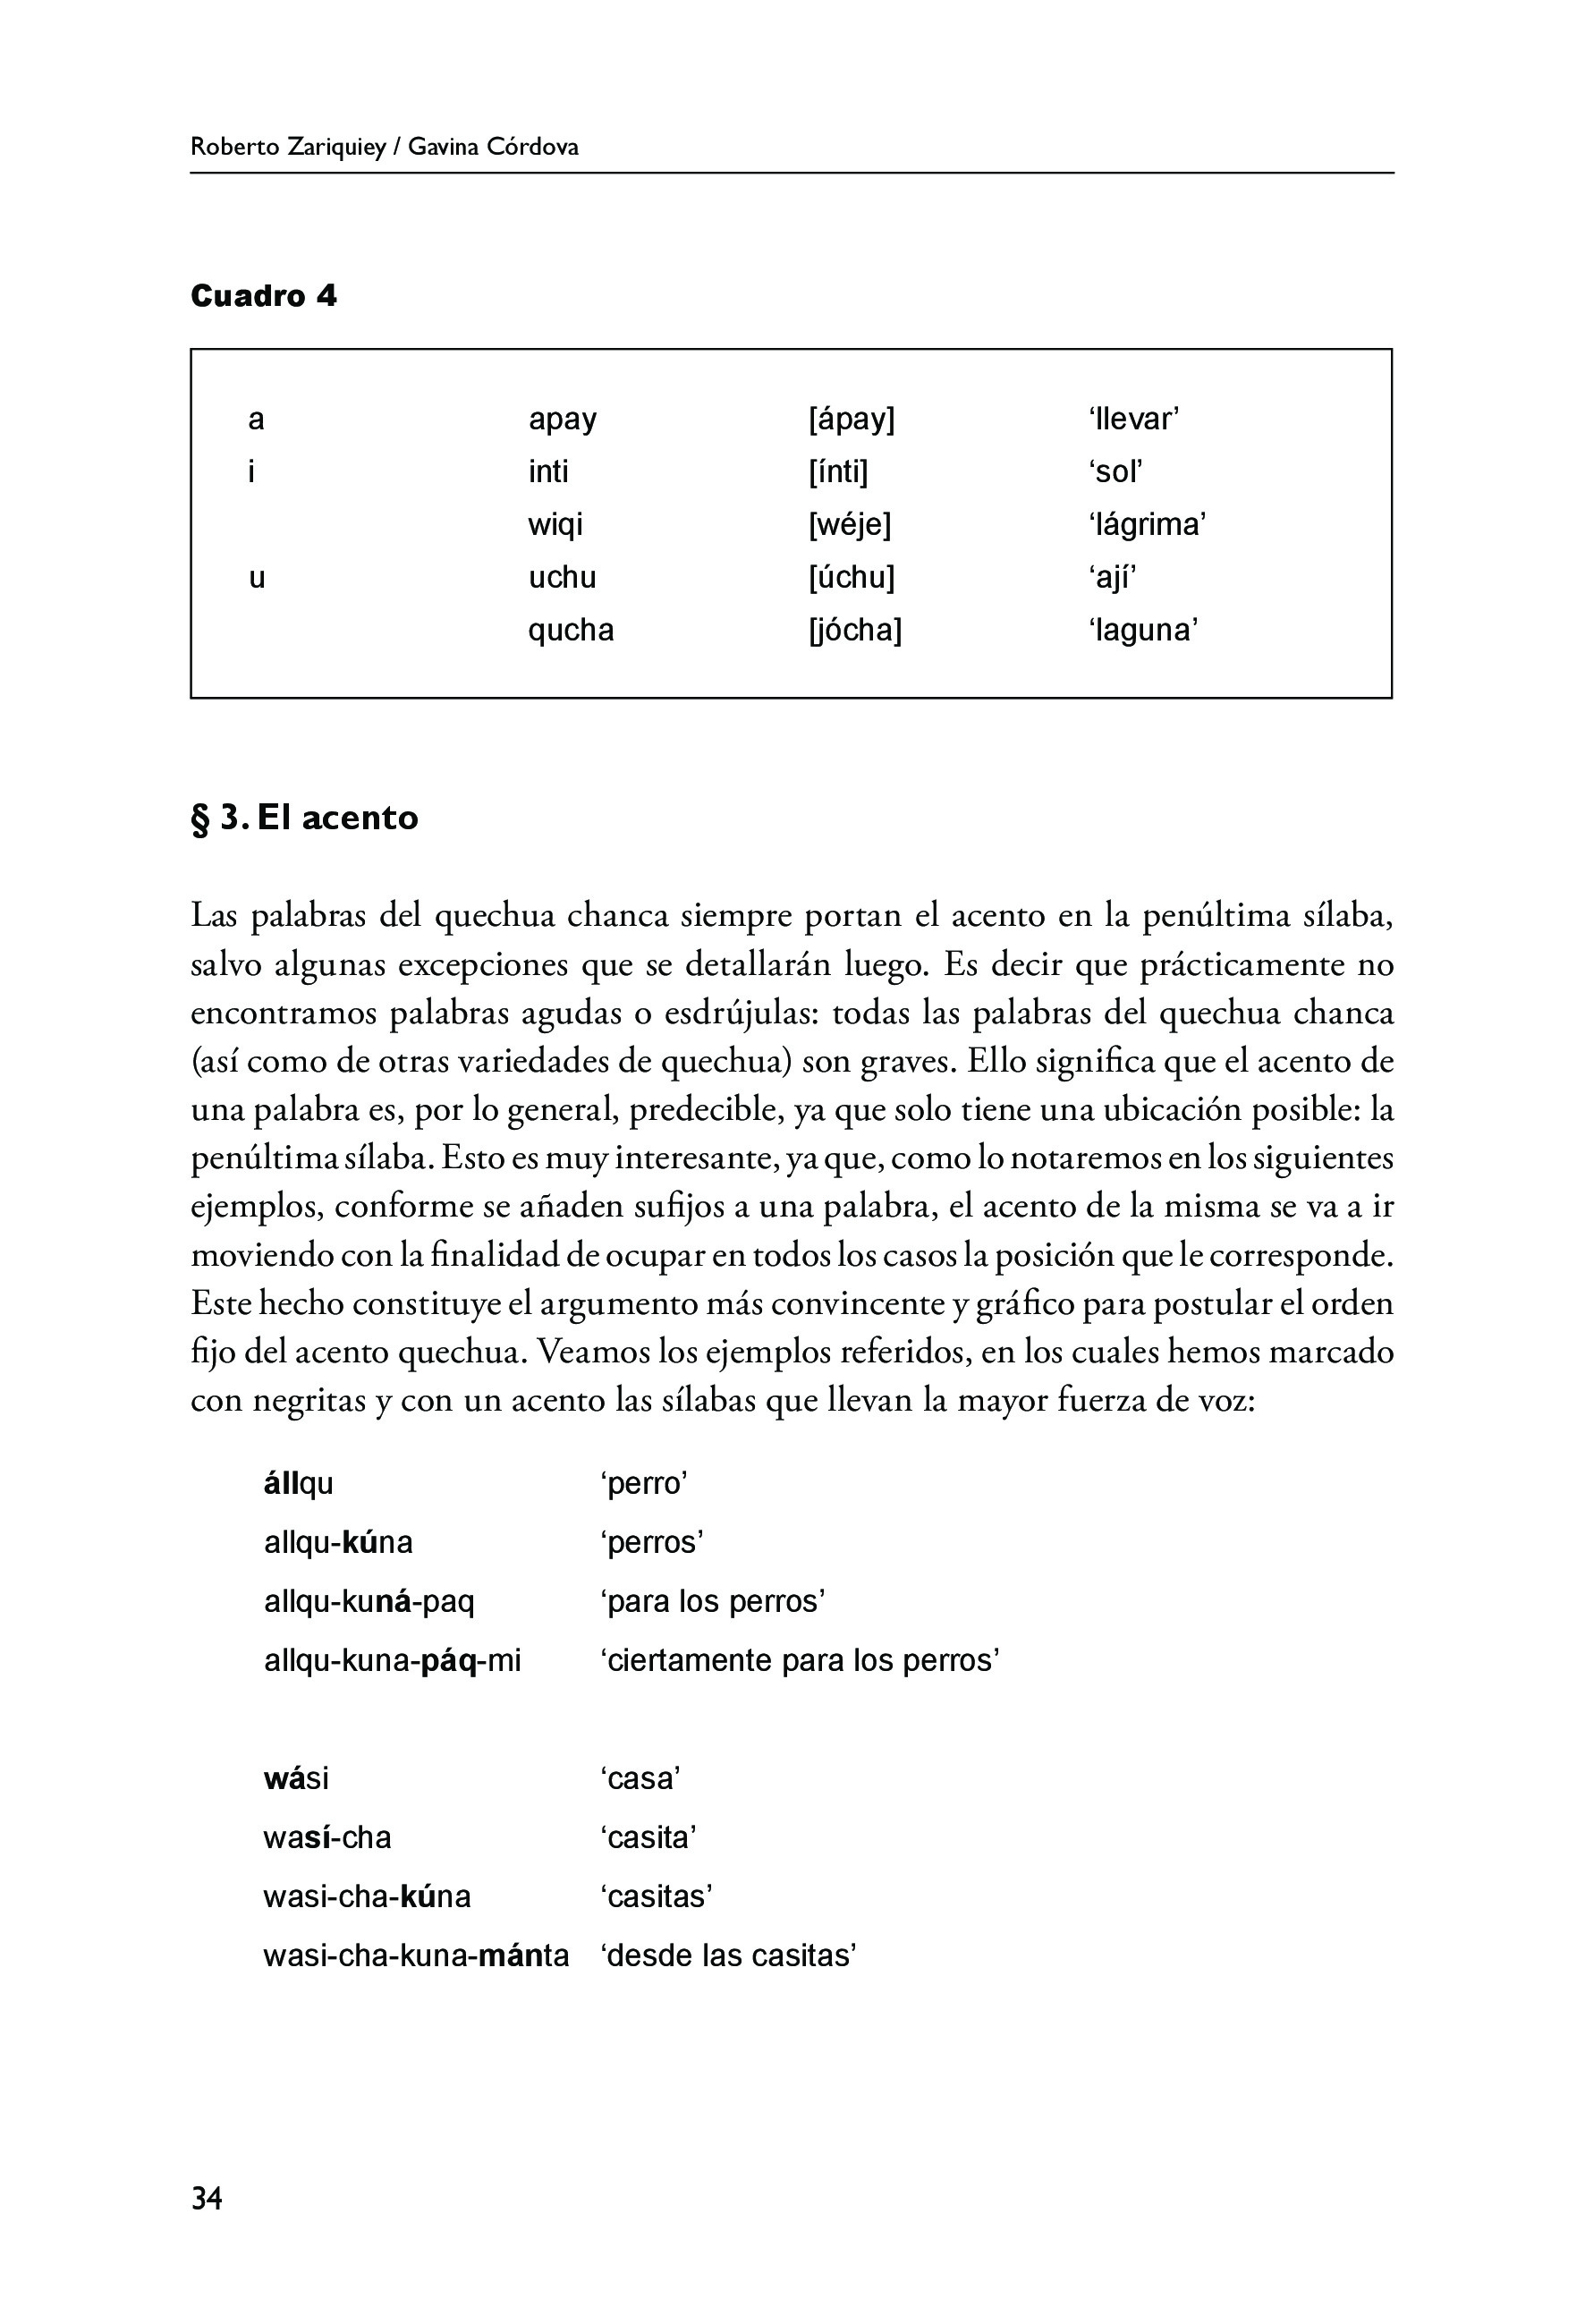 Roberto Zariquiey / Gavina Córdova
Cuadro 4
a apay [ápay] ‘llevar’
i inti [ínti] ‘sol’
wiqi [wéje] ‘lágrima’
u uchu [úchu] ‘ají’
qucha [jócha] ‘laguna’
§ 3. El acento
Las palabras del quechua chanca siempre portan el acento en la penúltima sílaba,
salvo algunas excepciones que se detallarán luego. Es decir que prácticamente no
encontramos palabras agudas o esdrújulas: todas las palabras del quechua chanca
(así como de otras variedades de quechua) son graves. Ello significa que el acento de
una palabra es, por lo general, predecible, ya que solo tiene una ubicación posible: la
penúltima sílaba. Esto es muy interesante, ya que, como lo notaremos en los siguientes
ejemplos, conforme se añaden sufijos a una palabra, el acento de la misma se va a ir
moviendo con la finalidad de ocupar en todos los casos la posición que le corresponde.
Este hecho constituye el argumento más convincente y gráfico para postular el orden
fijo del acento quechua. Veamos los ejemplos referidos, en los cuales hemos marcado
con negritas y con un acento las sílabas que llevan la mayor fuerza de voz:
állqu ‘perro’
allqu-kúna ‘perros’
allqu-kuná-paq ‘para los perros’
allqu-kuna-páq-mi ‘ciertamente para los perros’
wási ‘casa’
wasí-cha ‘casita’
wasi-cha-kúna ‘casitas’
wasi-cha-kuna-mánta ‘desde las casitas’
34